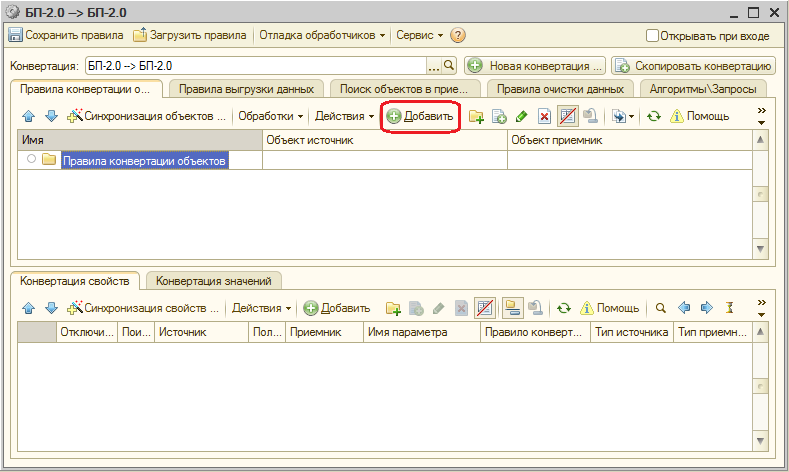 БП-2.0 --> БП-2.0
Сохранить правила Загрузить правила Отладка обработчиков Сервис ? Открывать при входе
Конвертация: БП-2.0 --> БП-2.0 ... Новая конвертация ... Скопировать конвертацию
Правила конвертации о... Правила выгрузки данных Поиск объектов в прие... Правила очистки данных Алгоритмы\Запросы
Синхронизация объектов ... Обработки Действия Добавить Помощь
Имя Объект источник Объект приемник
Правила конвертации объектов
Конвертация свойств Конвертация значений
Синхронизация свойств ... Действия Добавить Помощь
Отключи... Пои... Источник Пол... Приемник Имя параметра Правило конверт... Тип источника Тип приемн...